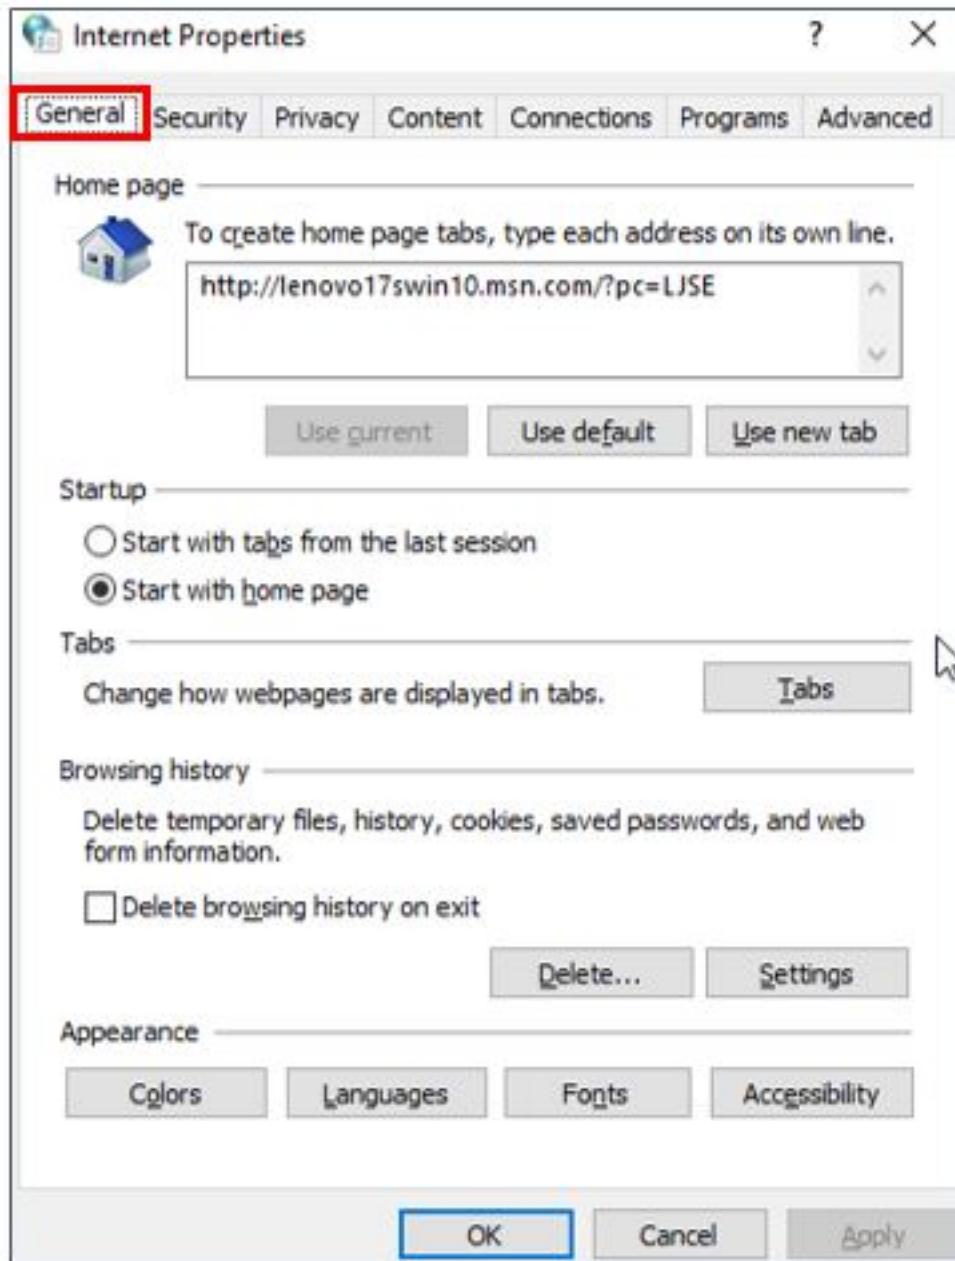 Internet Properties ? ×
General Security Privacy Content Connections Programs Advanced
Home page
To create home page tabs, type each address on its own line.
http://lenovo17swin10.msn.com/?pc=LJSE
Use current Use default Use new tab
Startup
Start with tabs from the last session
Start with home page
Tabs
Change how webpages are displayed in tabs. Tabs
Browsing history
Delete temporary files, history, cookies, saved passwords, and web
form information.
Delete browsing history on exit
Delete... Settings
Appearance
Colors Languages Fonts Accessibility
OK Cancel Apply